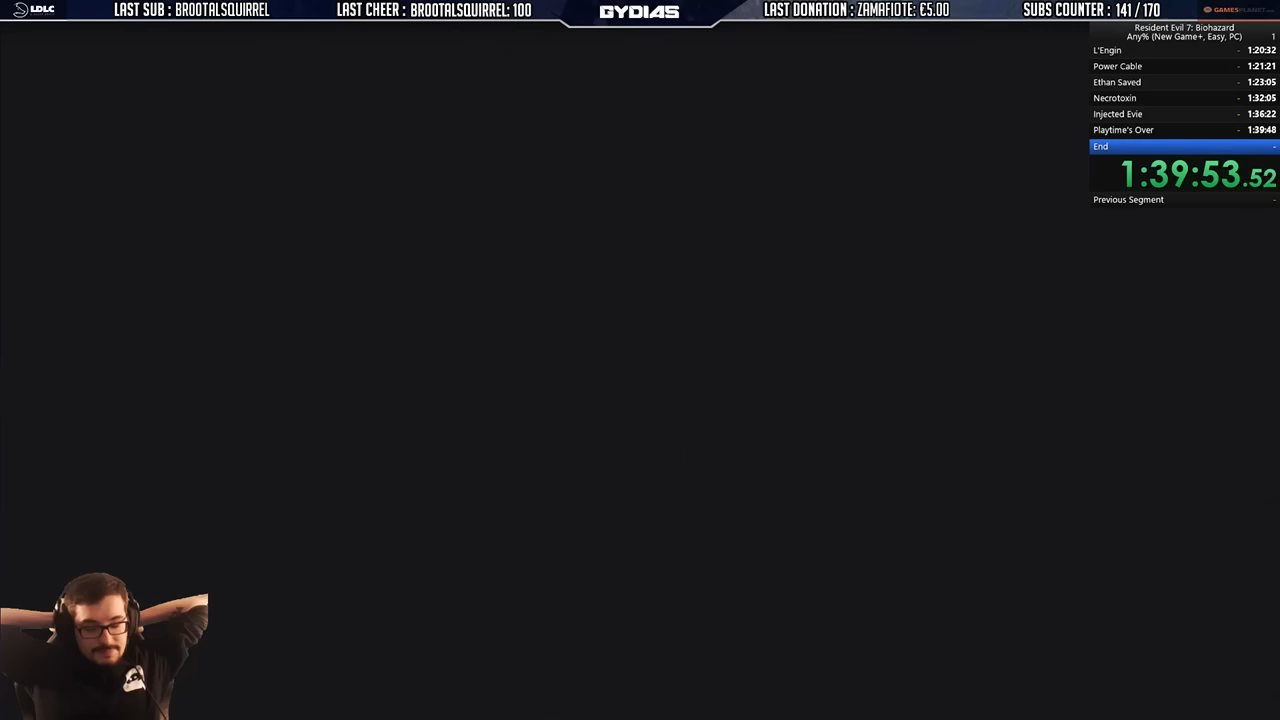 LDLC
LAST SUB : BROOTALSQUIRREL
LAST CHEER : BROOTALSQUIRREL: 100
GYDIAS
LAST DONATION : ZAMAFIOTE: €5.00
SUBS COUNTER : 141 / 170
Resident Evil 7: Biohazard
Any% (New Game+, Easy, PC) 1
L'Engin - 1:20:32
Power Cable - 1:21:21
Ethan Saved - 1:23:05
Necrotoxin - 1:32:05
Injected Evie - 1:36:22
Playtime's Over - 1:39:48
End -
1:39:53.52
Previous Segment -